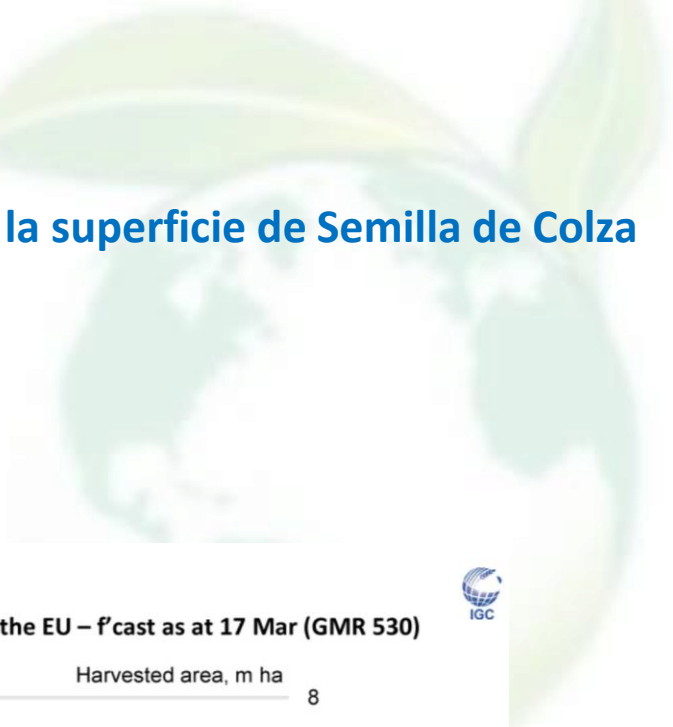 la superficie de Semilla de Colza
IGC
the EU – f'cast as at 17 Mar (GMR 530)
Harvested area, m ha
8